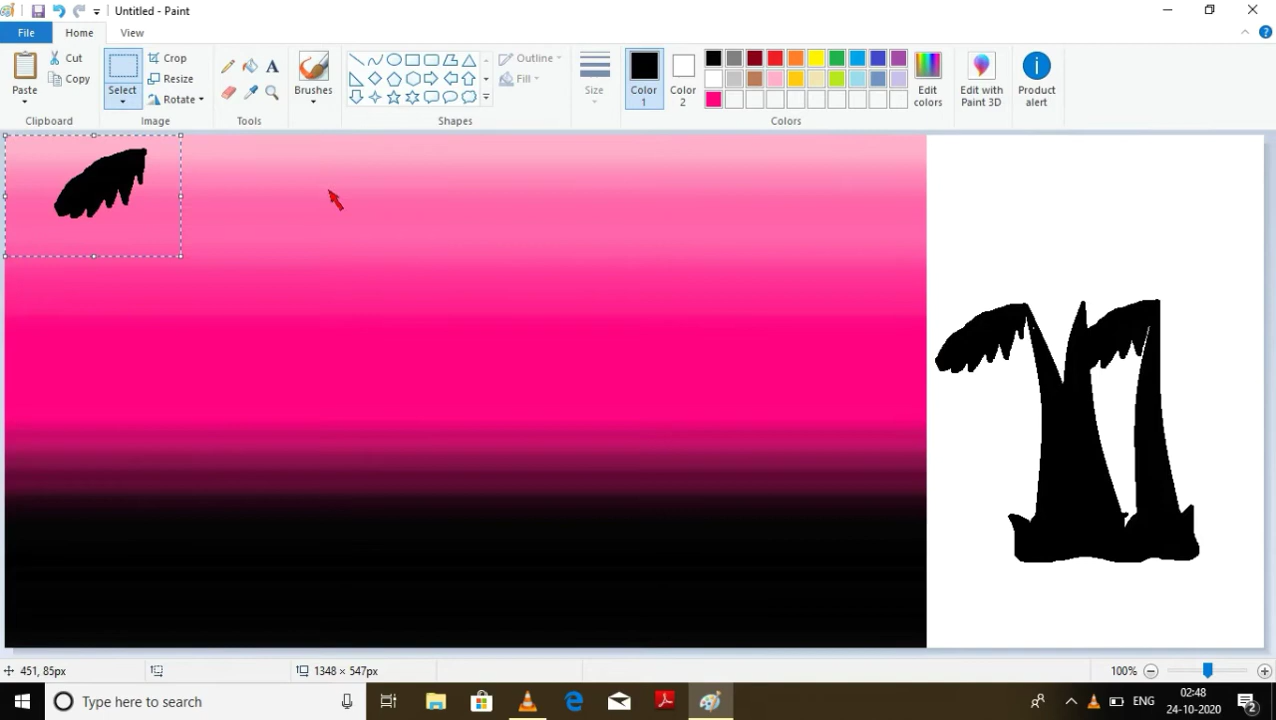 Untitled - Paint
File Home View
Paste
Cut
Copy
Clipboard
Select
Crop
Resize
Rotate
Image
Tools
Brushes
Outline
Fill
Shapes
Size
Color
1
Color
2
Edit
colors
Colors
Edit with
Paint 3D
Product
alert
451, 85px
1348 × 547px
100%
Type here to search
ENG
02:48
24-10-2020
2